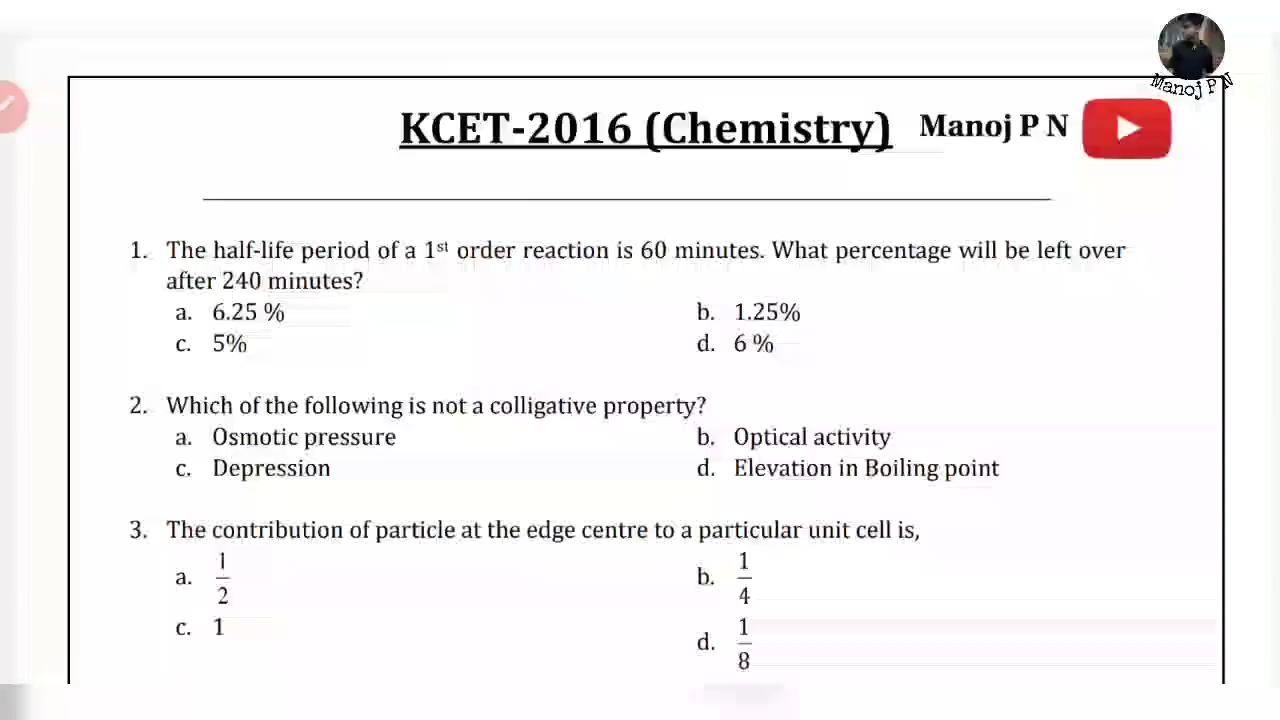 Manoj P N
KCET-2016 (Chemistry) Manoj P N
1. The half-life period of a 1st order reaction is 60 minutes. What percentage will be left over
after 240 minutes?
a. 6.25 % b. 1.25%
c. 5% d. 6 %
2. Which of the following is not a colligative property?
a. Osmotic pressure b. Optical activity
c. Depression d. Elevation in Boiling point
3. The contribution of particle at the edge centre to a particular unit cell is,
a. 1/2 b. 1/4
c. 1 d. 1/8